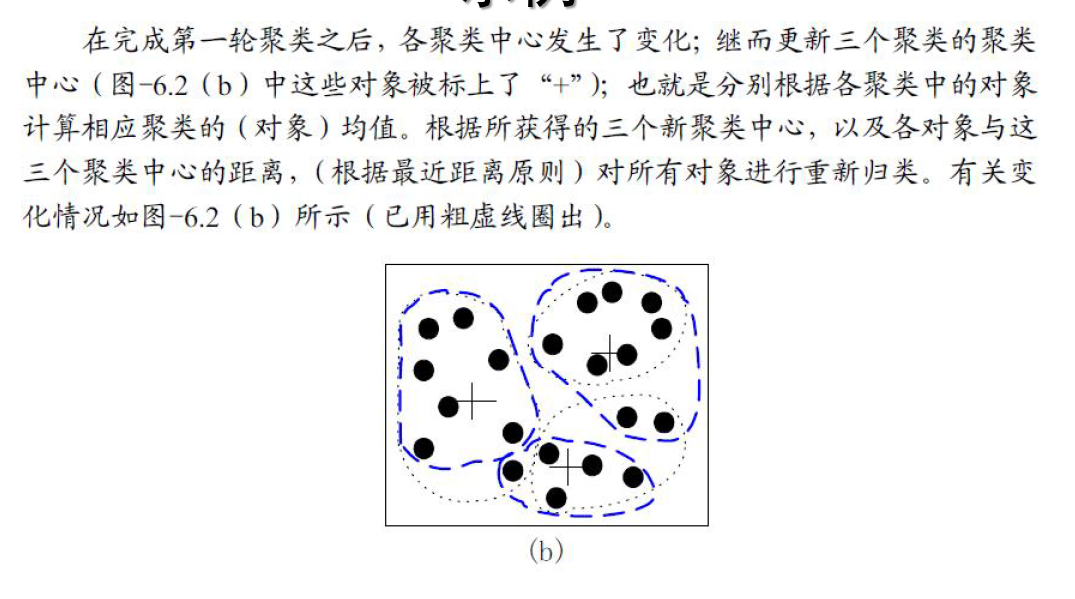 在完成第一轮聚类之后，各聚类中心发生了变化；继而更新三个聚类的聚类
中心（图-6.2（b）中这些对象被标上了“+”）；也就是分别根据各聚类中的对象
计算相应聚类的（对象）均值。根据所获得的三个新聚类中心，以及各对象与这
三个聚类中心的距离，（根据最近距离原则）对所有对象进行重新归类。有关变
化情况如图-6.2（b）所示（已用粗虚线圈出）。
(b)